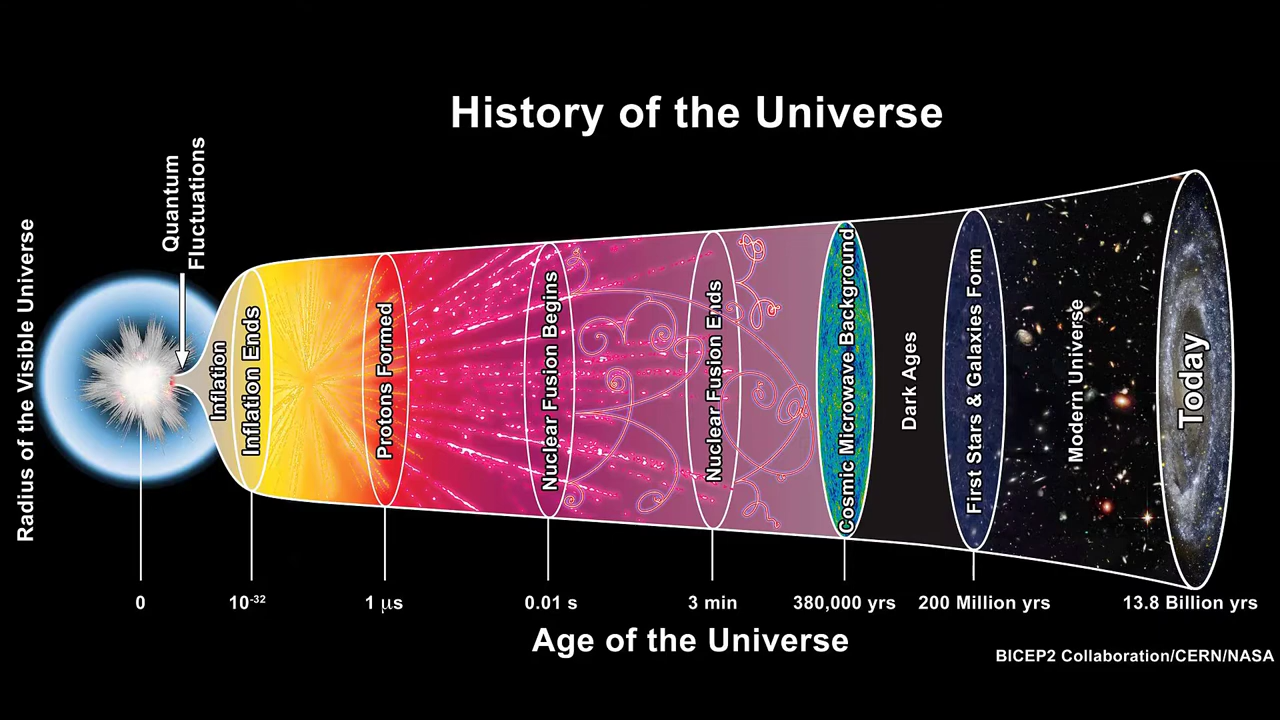 History of the Universe
Radius of the Visible Universe
Quantum
Fluctuations
Inflation
Inflation Ends
Protons Formed
Nuclear Fusion Begins
Nuclear Fusion Ends
Cosmic Microwave Background
Dark Ages
First Stars & Galaxies Form
Modern Universe
Today
0
10⁻³²
1 µs
0.01 s
3 min
380,000 yrs
200 Million yrs
13.8 Billion yrs
Age of the Universe
BICEP2 Collaboration/CERN/NASA